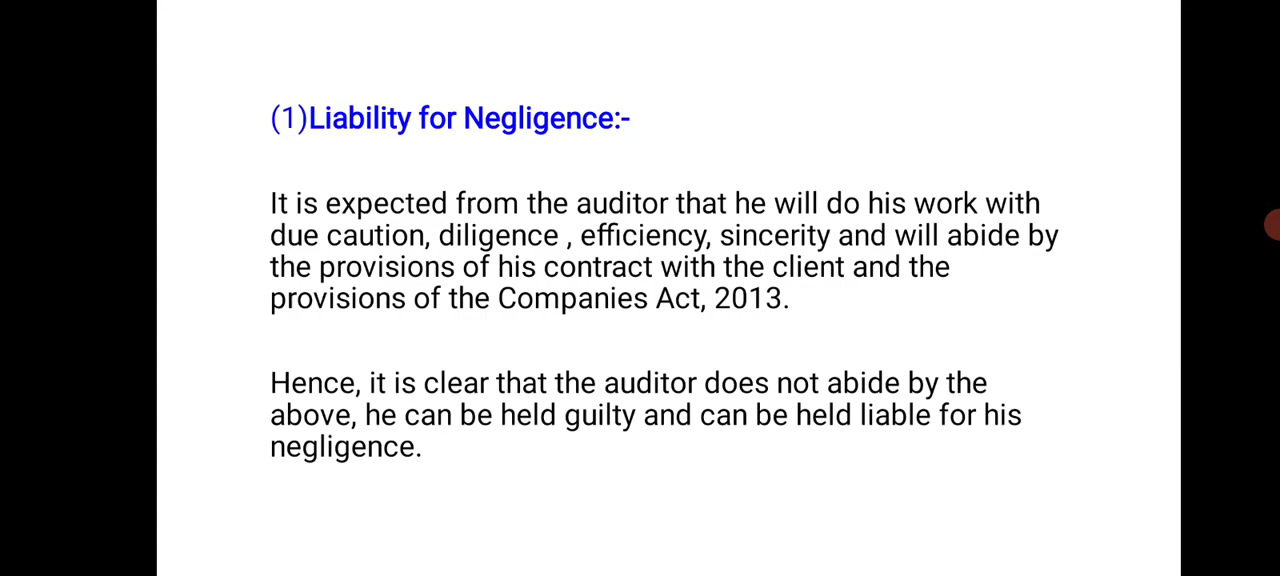 (1)Liability for Negligence:-
It is expected from the auditor that he will do his work with
due caution, diligence , efficiency, sincerity and will abide by
the provisions of his contract with the client and the
provisions of the Companies Act, 2013.
Hence, it is clear that the auditor does not abide by the
above, he can be held guilty and can be held liable for his
negligence.